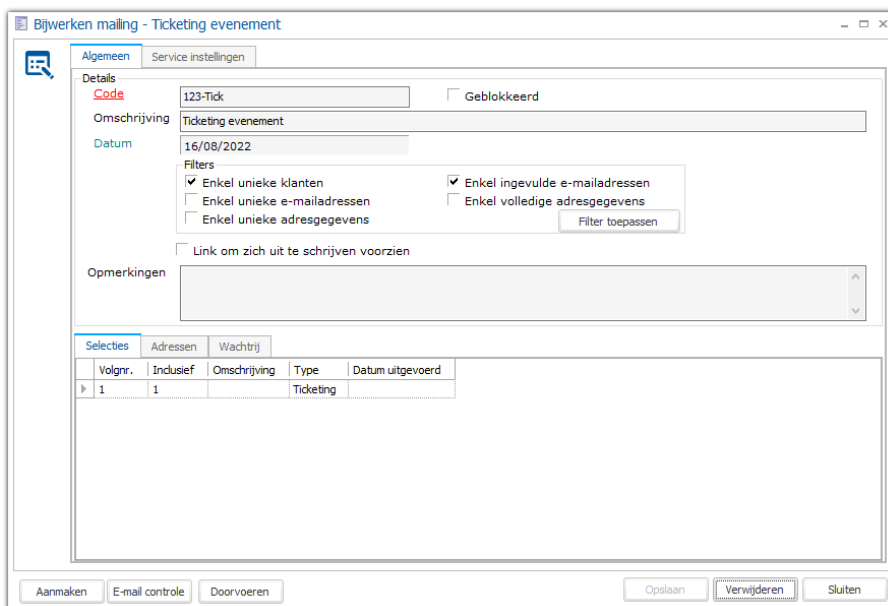 Bijwerken mailing - Ticketing evenement
Algemeen Service instellingen
Details
Code 123-Tick Geblokkeerd
Omschrijving Ticketing evenement
Datum 16/08/2022
Filters
Enkel unieke klanten Enkel ingevulde e-mailadressen
Enkel unieke e-mailadressen Enkel volledige adresgegevens
Enkel unieke adresgegevens Filter toepassen
Link om zich uit te schrijven voorzien
Opmerkingen
Selecties Adressen Wachtrij
Volgnr. Inclusief Omschrijving Type Datum uitgevoerd
1 1 Ticketing
Aanmaken E-mail controle Doorvoeren Opslaan Verwijderen Sluiten